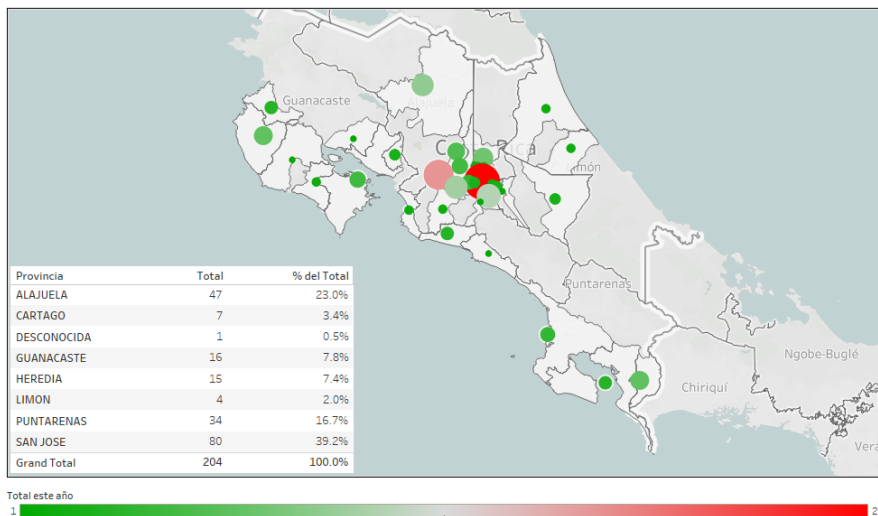 Guanacaste
Alajuela
Limón
Puntarenas
Ngobe-Buglé
Chiriquí
Provincia Total % del Total
ALAJUELA 47 23.0%
CARTAGO 7 3.4%
DESCONOCIDA 1 0.5%
GUANACASTE 16 7.8%
HEREDIA 15 7.4%
LIMON 4 2.0%
PUNTARENAS 34 16.7%
SAN JOSE 80 39.2%
Grand Total 204 100.0%
Total este año
1